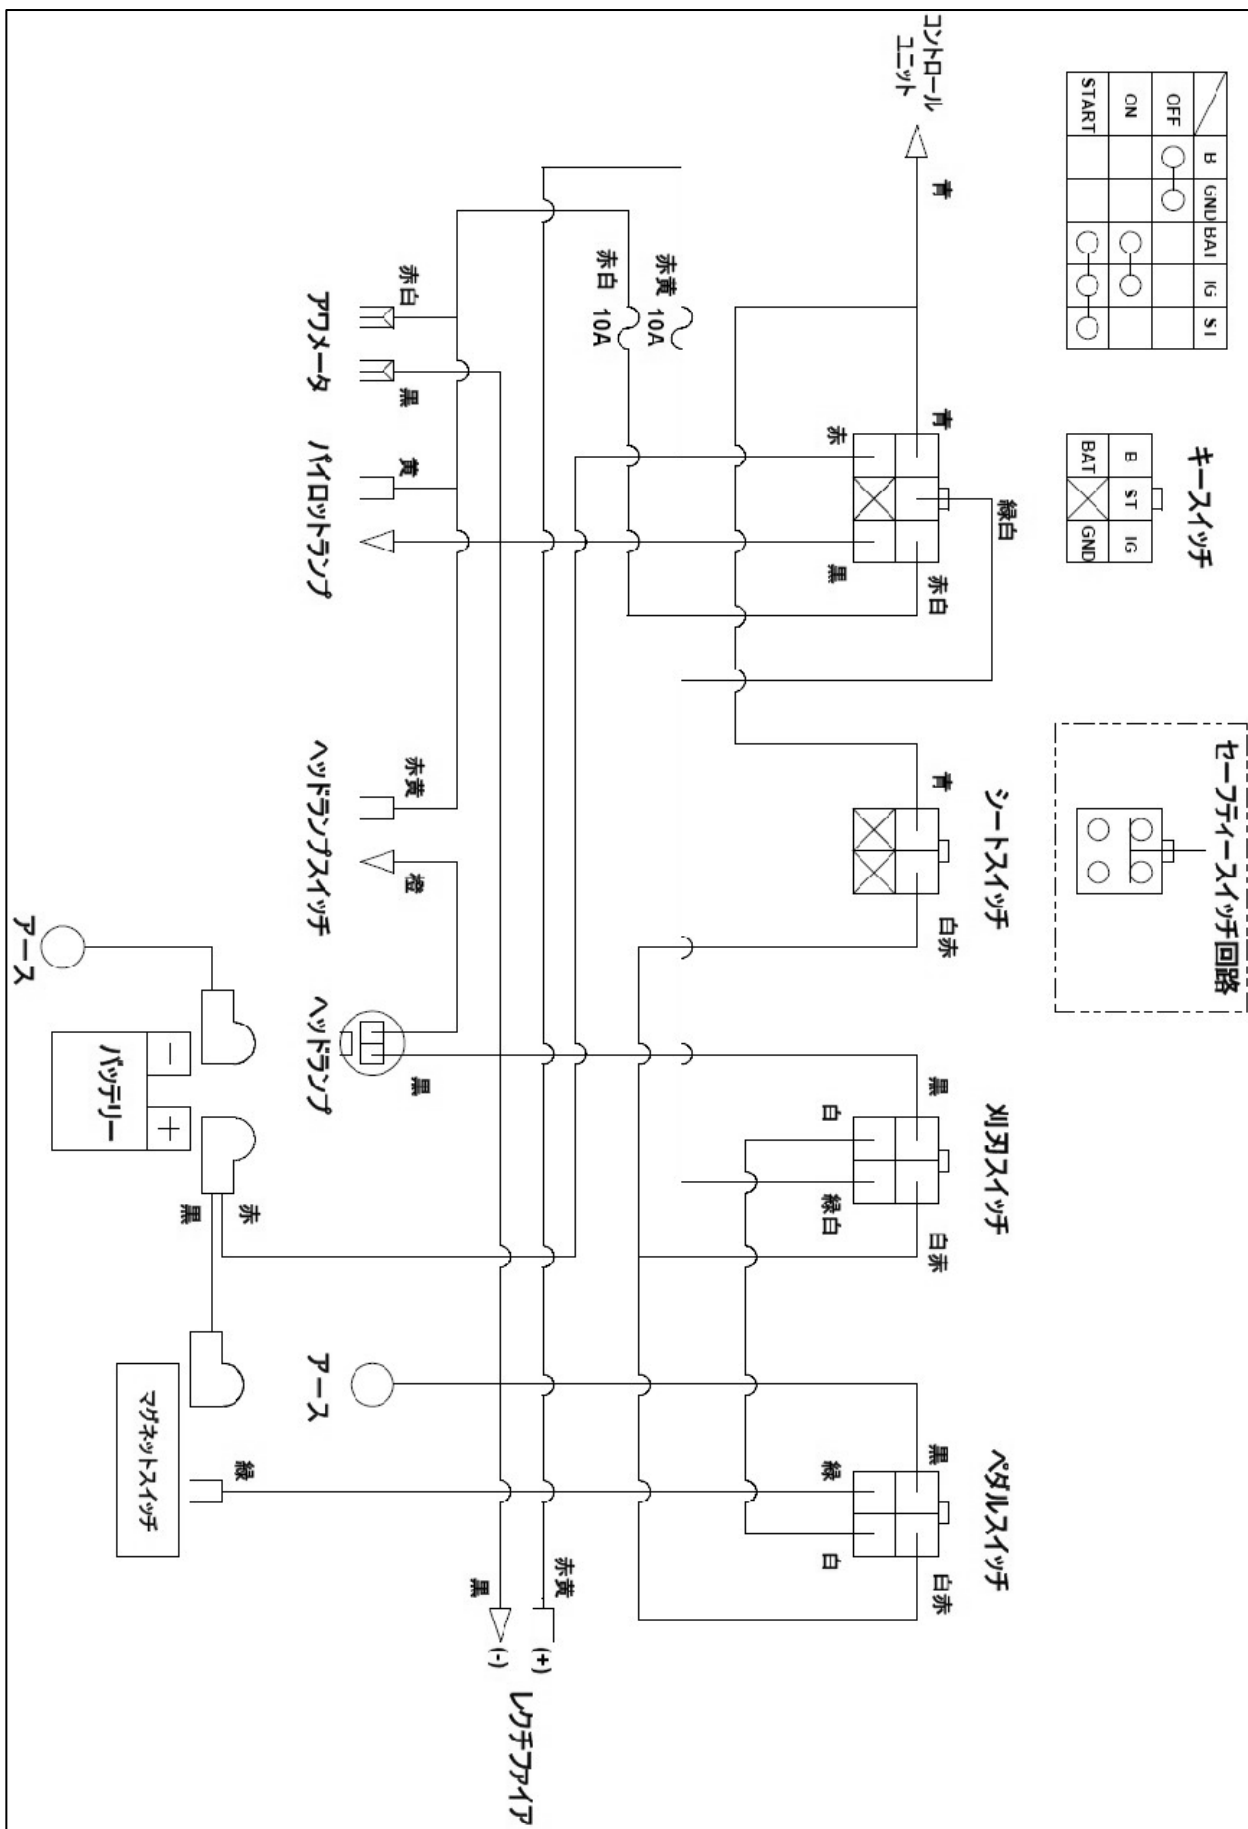 セーフティースイッチ回路
キースイッチ
B GND BAT IG ST
OFF
ON
START
B ST IG
BAT GND
シートスイッチ
刈刃スイッチ
ペダルスイッチ
コントロール
ユニット
青
青
緑白
赤
黒
赤白
青
白赤
黒
白
緑白
白赤
黒
緑
白
白赤
赤黄
10A
赤白
10A
赤黄
(+)
黒
(-)
レクチファイア
赤白
黒
アワメータ
黄
パイロットランプ
赤黄
橙
ヘッドランプスイッチ
黒
ヘッドランプ
アース
緑
マグネットスイッチ
赤
黒
－
＋
バッテリー
アース